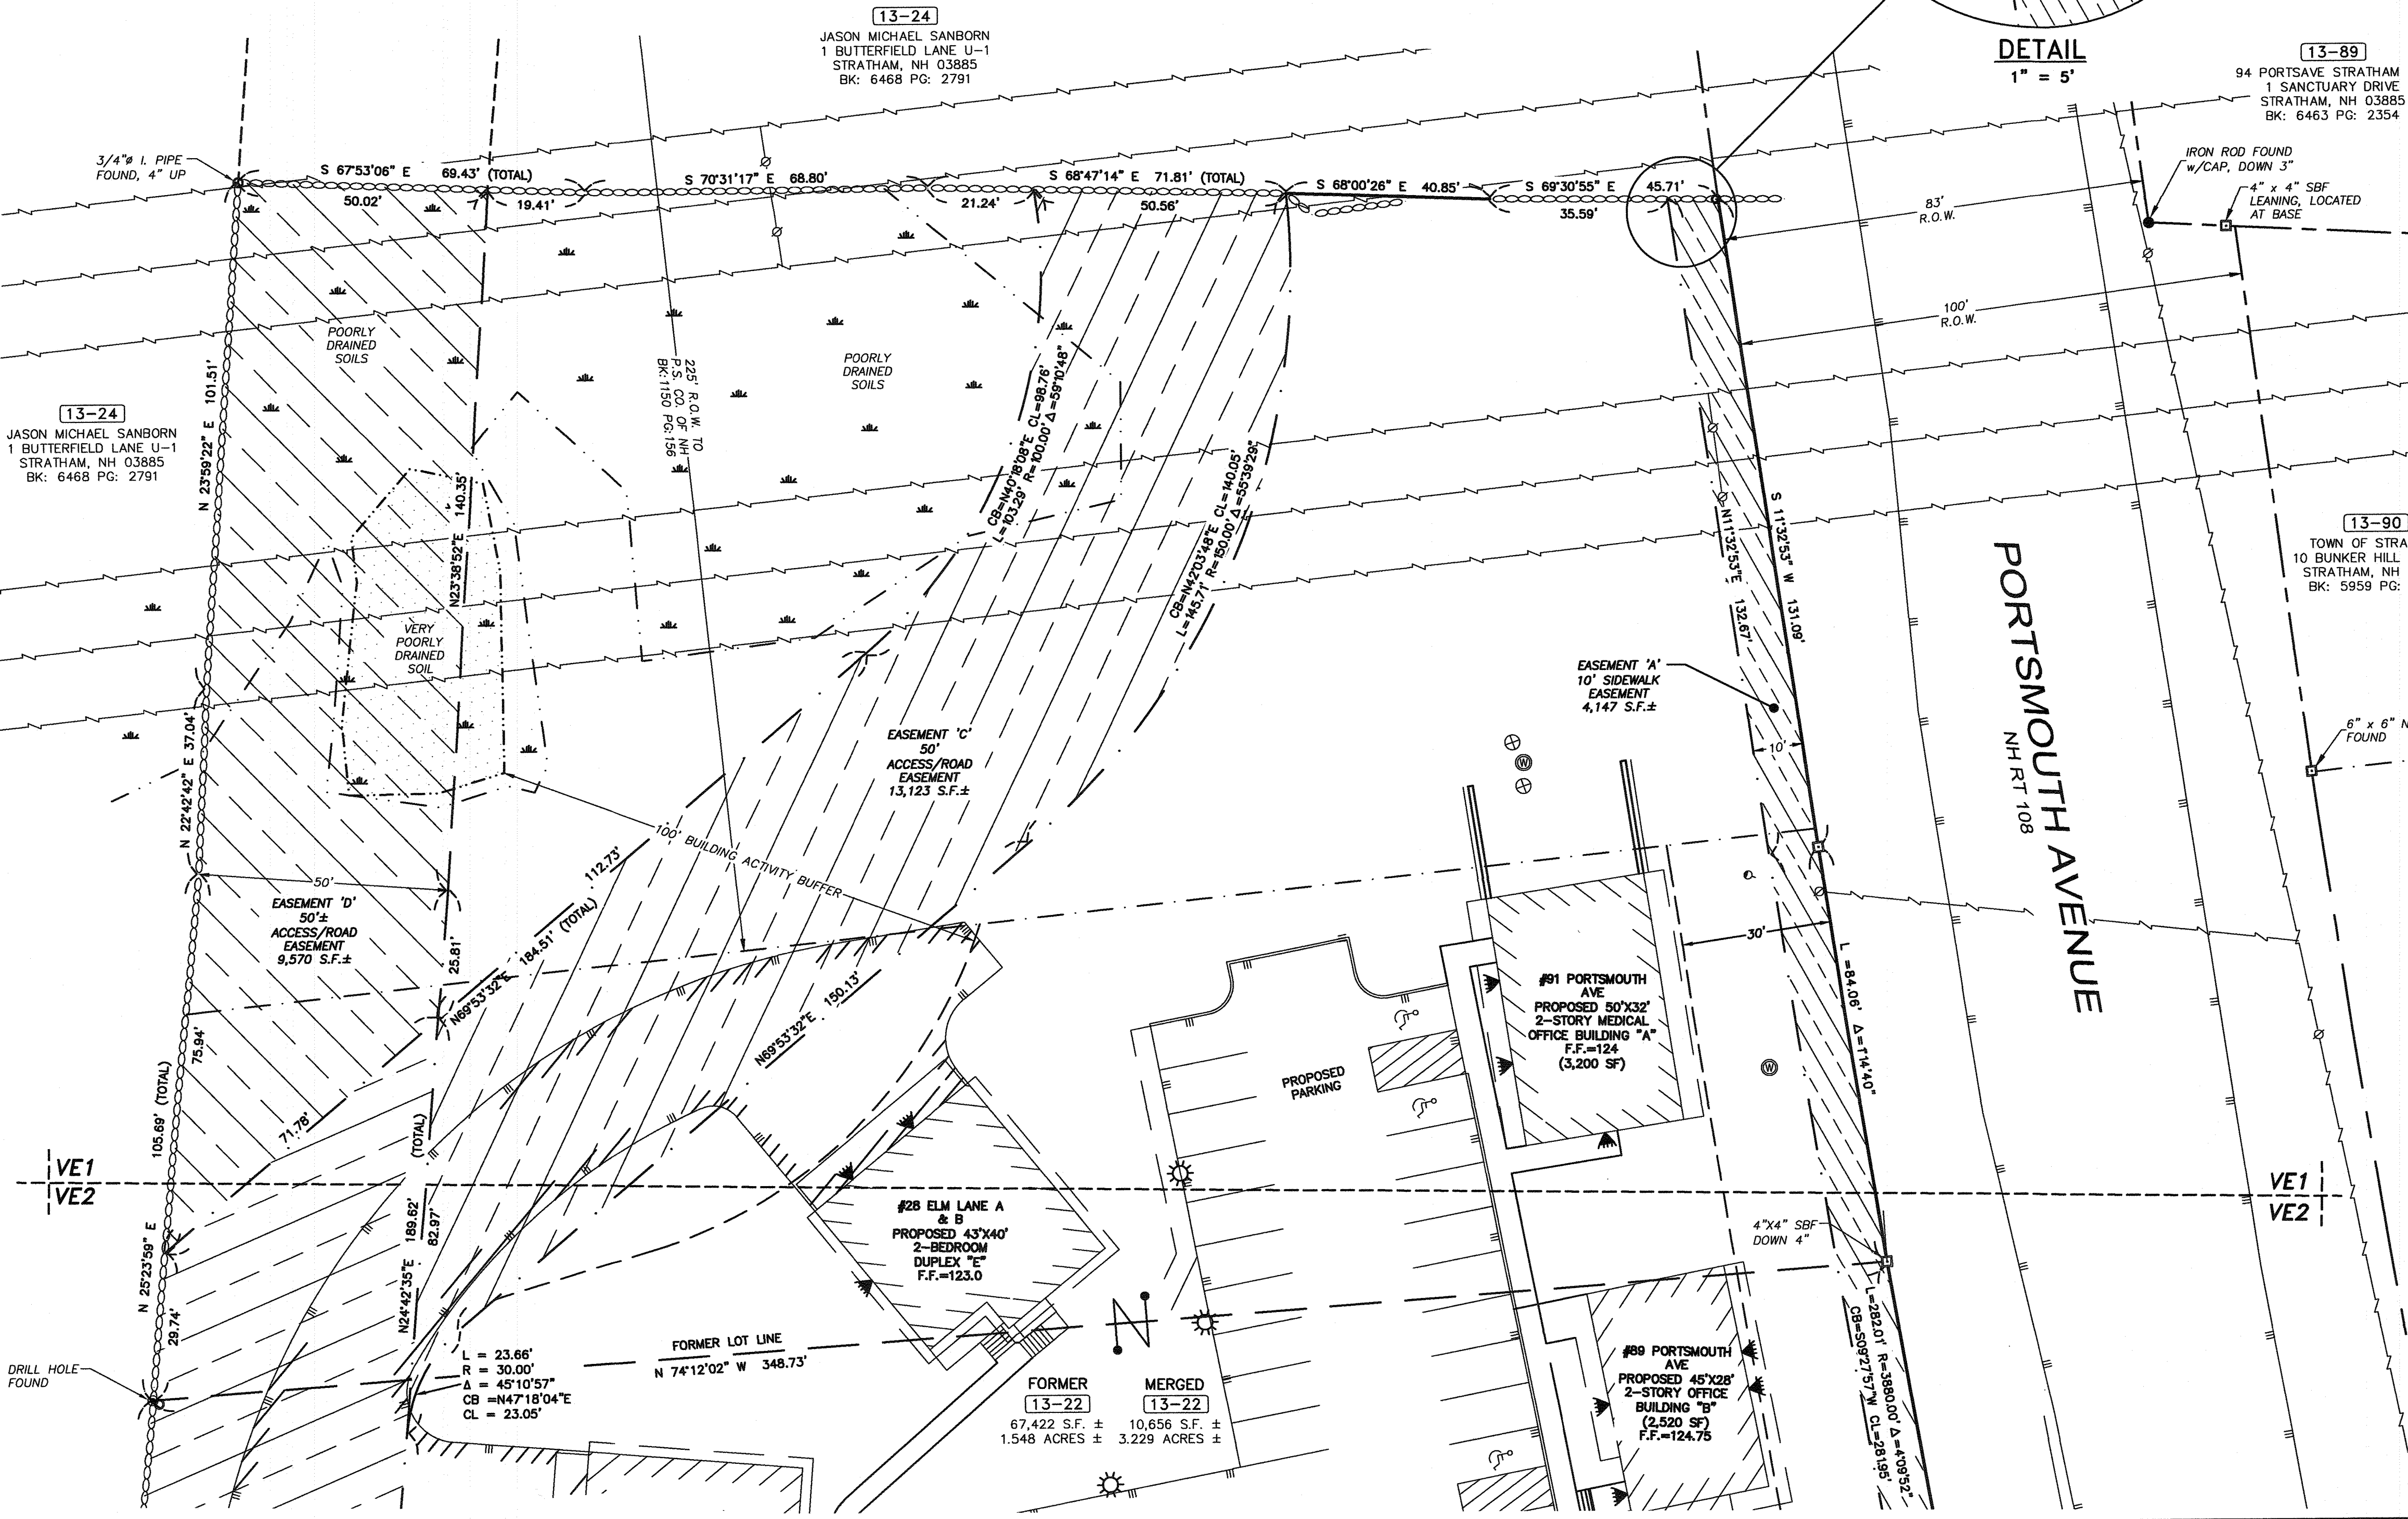 13-24
JASON MICHAEL SANBORN
1 BUTTERFIELD LANE U-1
STRATHAM, NH 03885
BK: 6468 PG: 2791
DETAIL
1" = 5'
13-89
94 PORTSAVE STRATHAM
1 SANCTUARY DRIVE
STRATHAM, NH 03885
BK: 6463 PG: 2354
3/4"ø I. PIPE
FOUND, 4" UP
S 67°53'06" E 69.43' (TOTAL)
50.02'
19.41'
S 70°31'17" E 68.80'
S 68°47'14" E 71.81' (TOTAL)
21.24'
50.56'
S 68°00'26" E 40.85'
S 69°30'55" E 45.71'
35.59'
IRON ROD FOUND
w/CAP, DOWN 3"
4" x 4" SBF
LEANING, LOCATED
AT BASE
83'
R.O.W.
100'
R.O.W.
POORLY
DRAINED
SOILS
POORLY
DRAINED
SOILS
225' R.O.W. TO
P.S. CO. OF NH
BK:1150 PG:156
13-24
JASON MICHAEL SANBORN
1 BUTTERFIELD LANE U-1
STRATHAM, NH 03885
BK: 6468 PG: 2791
N 23°59'22" E 101.51'
N23°38'52"E 140.35'
CB=N40°18'08"E CL=98.76'
L=103.29' R=100.00' Δ=59°10'48"
CB=N42°03'48"E CL=140.05'
L=145.71' R=150.00' Δ=55°39'29"
N11°32'53"E 132.67'
S 11°32'53" W 131.09'
13-90
TOWN OF STRA
10 BUNKER HILL
STRATHAM, NH
BK: 5959 PG:
PORTSMOUTH AVENUE
NH RT 108
VERY
POORLY
DRAINED
SOIL
EASEMENT 'A'
10' SIDEWALK
EASEMENT
4,147 S.F.±
10'
6" x 6" N
FOUND
N 22°42'42" E 37.04'
EASEMENT 'C'
50'
ACCESS/ROAD
EASEMENT
13,123 S.F.±
100' BUILDING ACTIVITY BUFFER
112.73'
50'
EASEMENT 'D'
50'±
ACCESS/ROAD
EASEMENT
9,570 S.F.±
25.81'
N69°53'32"E 184.51' (TOTAL)
N69°53'32"E 150.13'
30'
L=84.06' Δ=1°14'40"
#91 PORTSMOUTH
AVE
PROPOSED 50'X32'
2-STORY MEDICAL
OFFICE BUILDING "A"
F.F.=124
(3,200 SF)
PROPOSED
PARKING
75.94'
105.69' (TOTAL)
N 25°23'59" E
29.74'
71.78'
N24°42'35"E 189.62' (TOTAL)
82.97'
VE1
VE2
VE1
VE2
#28 ELM LANE A
& B
PROPOSED 43'X40'
2-BEDROOM
DUPLEX "E"
F.F.=123.0
4"X4" SBF
DOWN 4"
L=282.01' R=3880.00' Δ=4°09'52"
CB=S09°27'57"W CL=281.95'
DRILL HOLE
FOUND
L = 23.66'
R = 30.00'
Δ = 45°10'57"
CB =N47°18'04"E
CL = 23.05'
FORMER LOT LINE
N 74°12'02" W 348.73'
N
FORMER
13-22
67,422 S.F. ±
1.548 ACRES ±
MERGED
13-22
10,656 S.F. ±
3.229 ACRES ±
#89 PORTSMOUTH
AVE
PROPOSED 45'X28'
2-STORY OFFICE
BUILDING "B"
(2,520 SF)
F.F.=124.75
W
W